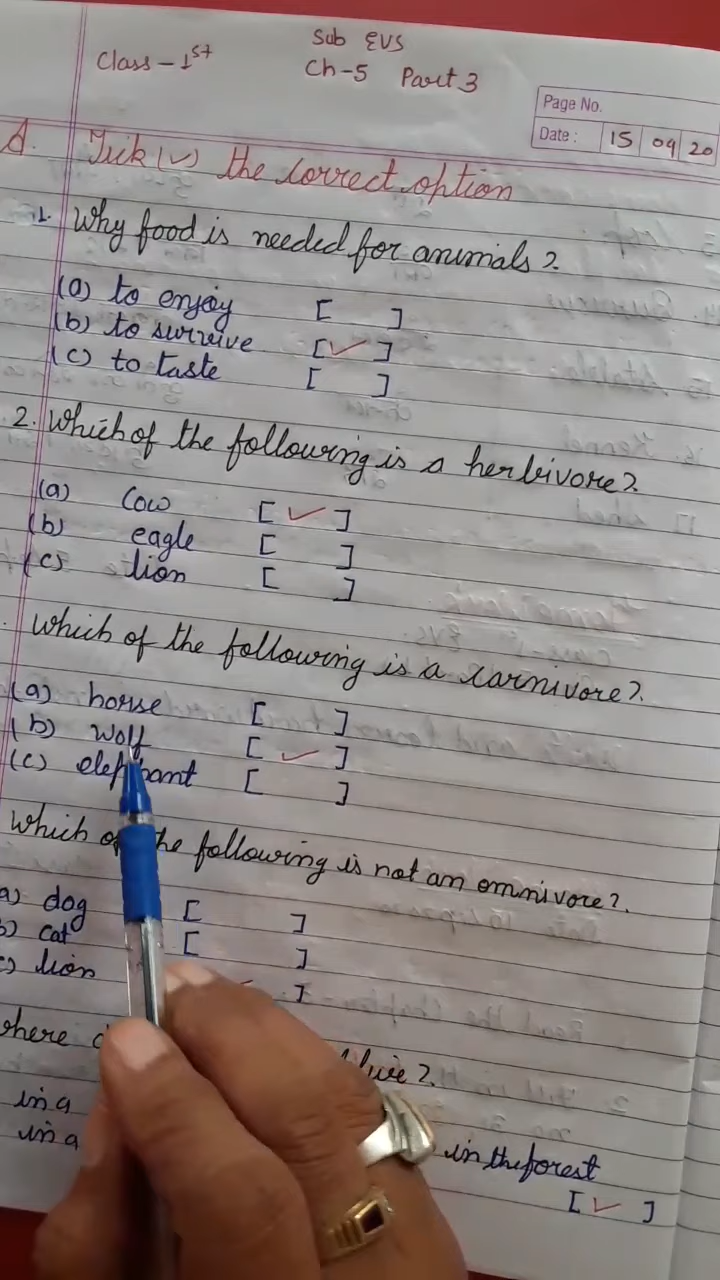 Sub EVS
Class - 1st
Ch-5 Part 3
Page No.
Date: 15 09 20
A. Tick (✓) the correct option
1. Why food is needed for animals?
(a) to enjoy [ ]
(b) to survive [✓]
(c) to taste [ ]
2. Which of the following is a herbivore?
(a) Cow [✓]
(b) eagle [ ]
(c) lion [ ]
Which of the following is a carnivore?
(a) horse [ ]
(b) wolf [✓]
(c) elephant [ ]
Which of the following is not an omnivore?
a) dog [ ]
b) cat [ ]
c) lion ✓ ]
where live?
in a
in a in the forest
[✓]